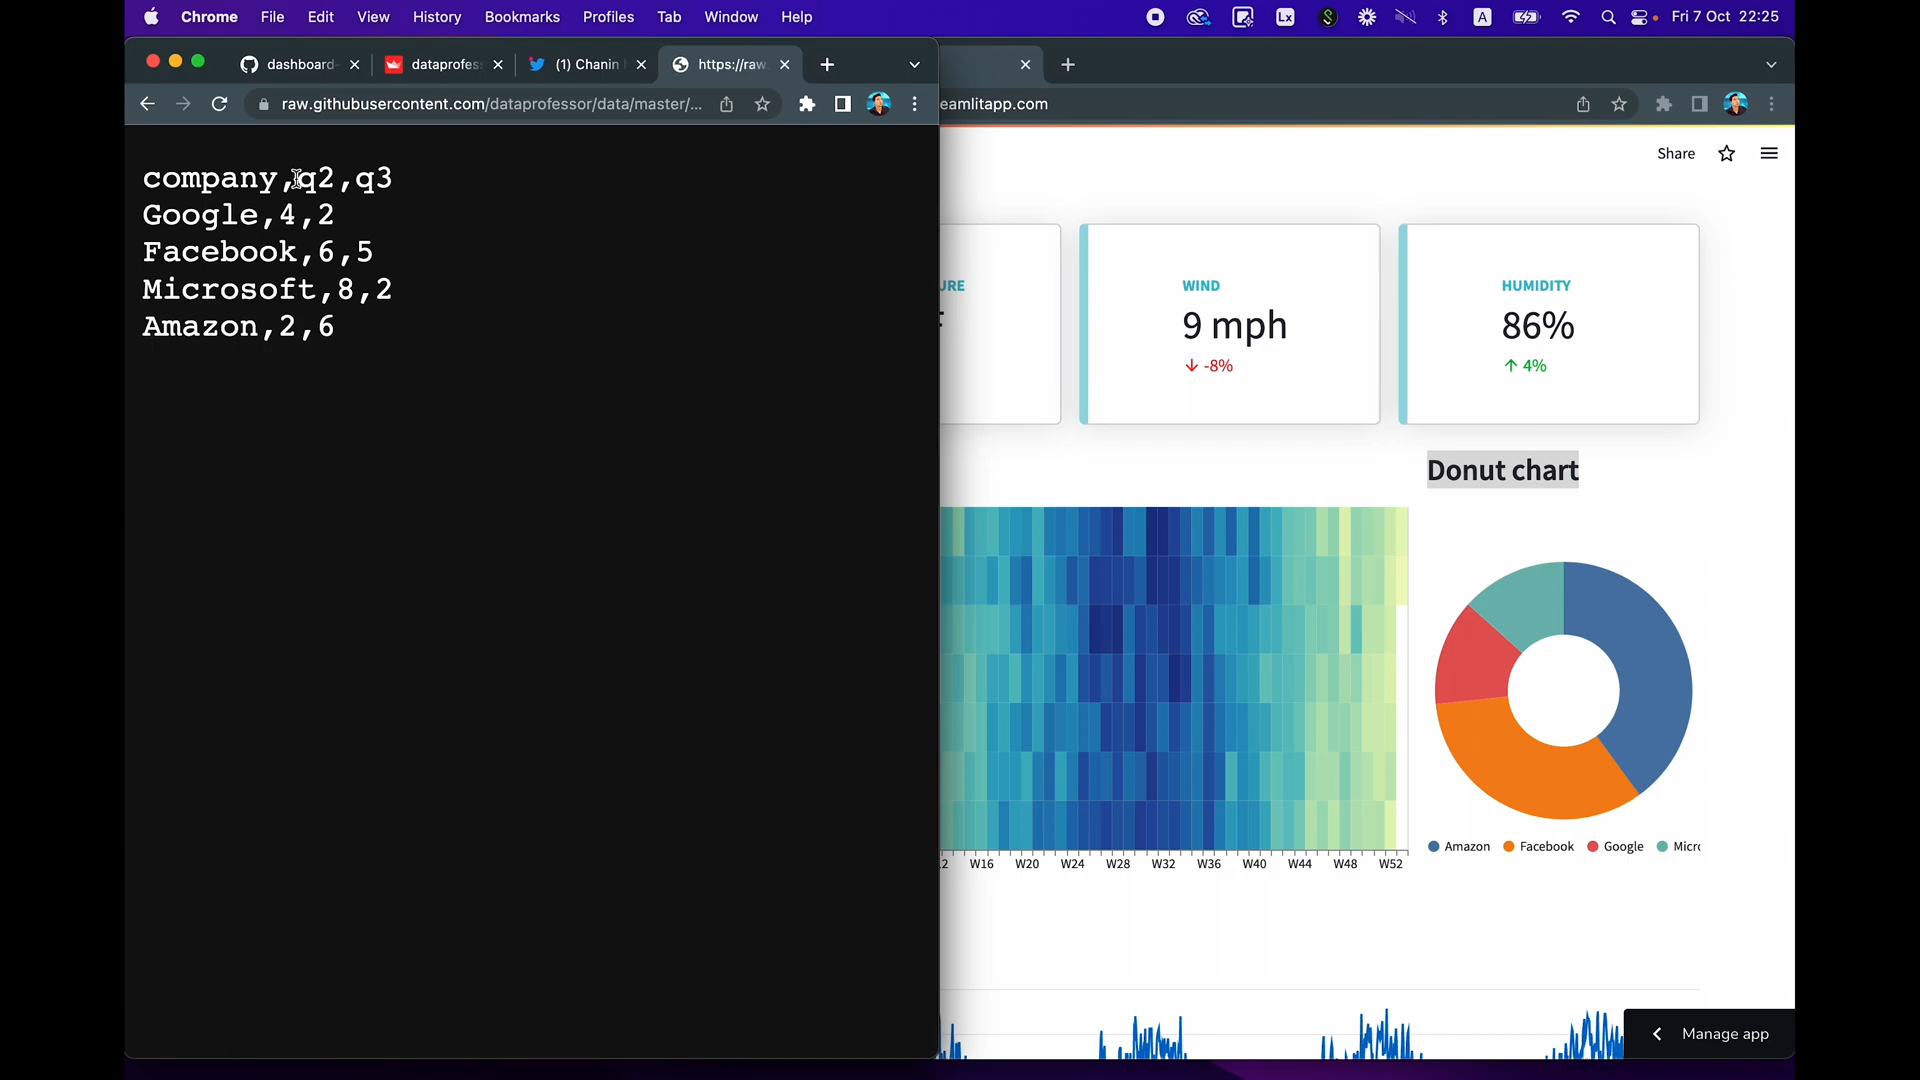 Chrome File Edit View History Bookmarks Profiles Tab Window Help
Lx A Fri 7 Oct 22:25
dashboard-
dataprofes
(1) Chanin
https://raw.
raw.githubusercontent.com/dataprofessor/data/master/...
eamlitapp.com
company,q2,q3
Google,4,2
Facebook,6,5
Microsoft,8,2
Amazon,2,6
Share
URE
WIND
9 mph
-8%
HUMIDITY
86%
4%
Donut chart
W16 W20 W24 W28 W32 W36 W40 W44 W48 W52
Amazon Facebook Google Micro
Manage app